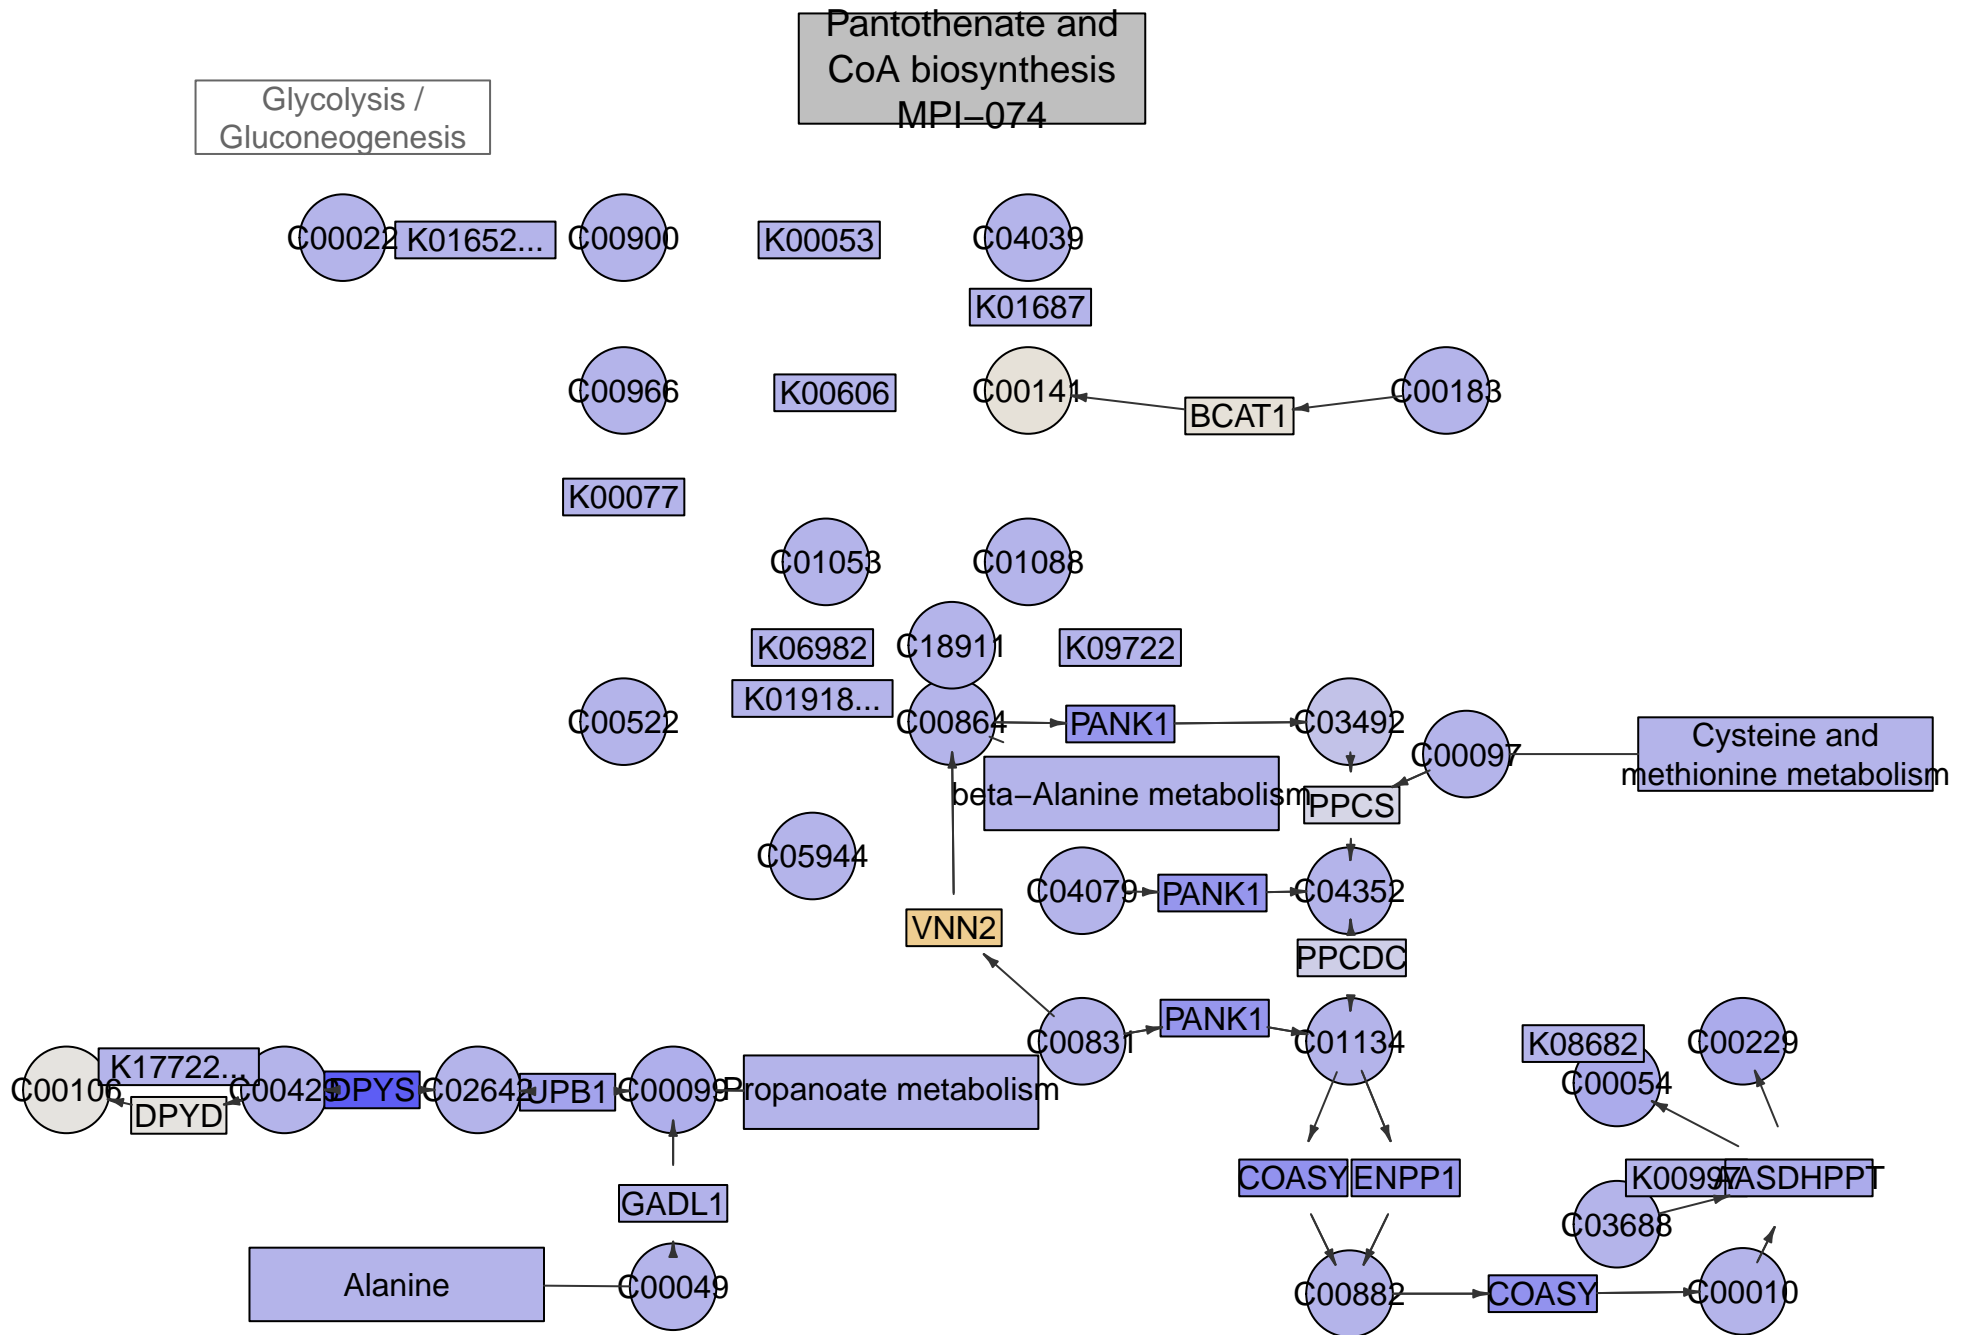 Pantothenate and
CoA biosynthesis
MPI−074
Glycolysis /
Gluconeogenesis
C00022
K01652...
C00900
K00053
C04039
K01687
C00966
K00606
C00141
BCAT1
C00183
K00077
C01053
C01088
K06982
C18911
K09722
K01918...
C00522
C00864
PANK1
C03492
C00097
Cysteine and
methionine metabolism
beta−Alanine metabolism
PPCS
C05944
C04079
PANK1
C04352
VNN2
PPCDC
C00831
PANK1
C01134
K08682
C00229
C00054
C00106
K17722...
DPYD
C00429
DPYS
C02642
UPB1
C00099
Propanoate metabolism
COASY
ENPP1
K00997
AASDHPPT
GADL1
C03688
Alanine
C00049
C00882
COASY
C00010